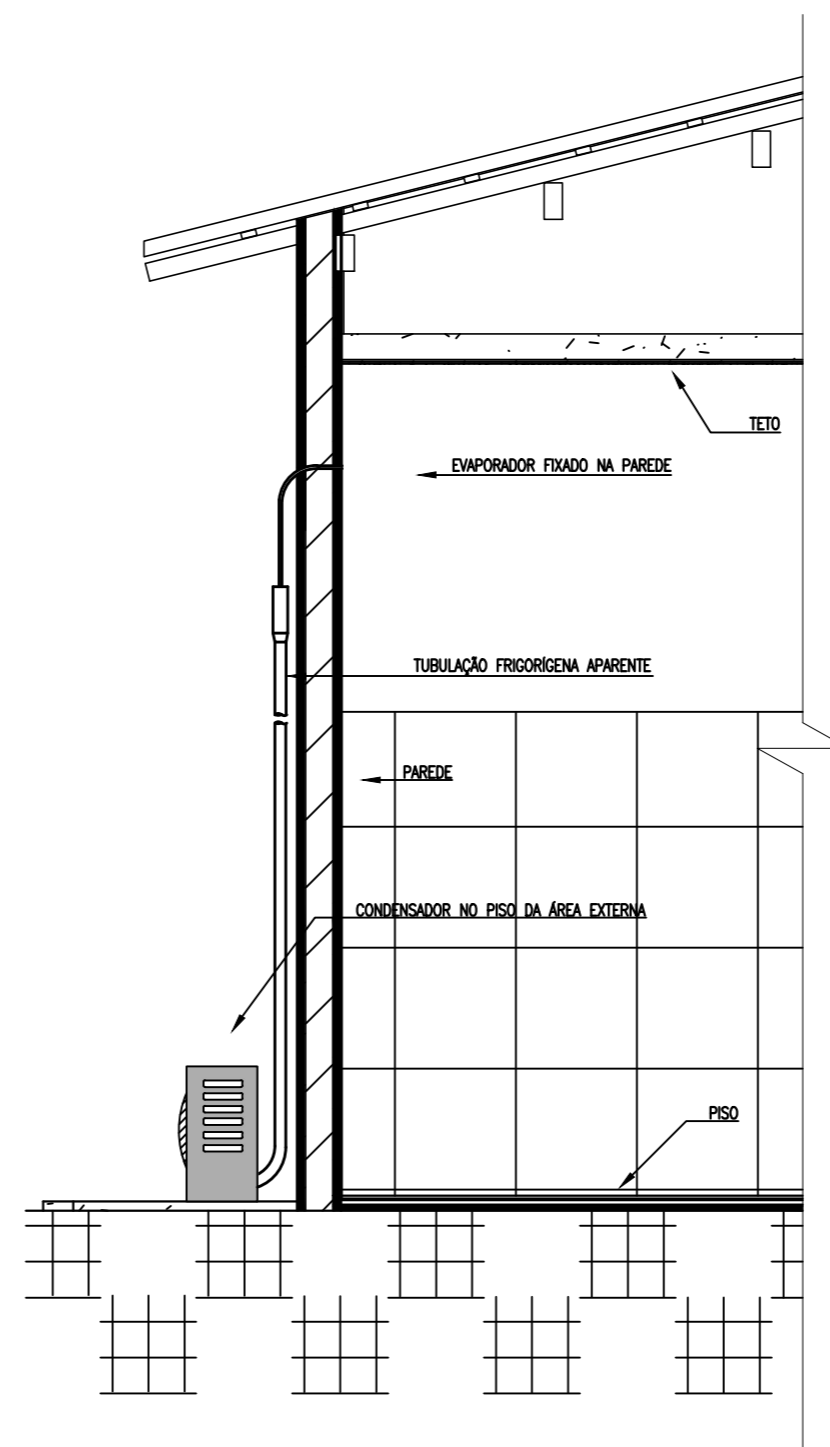 TETO
EVAPORADOR FIXADO NA PAREDE
TUBULAÇÃO FRIGORÍGENA APARENTE
PAREDE
CONDENSADOR NO PISO DA ÁREA EXTERNA
PISO